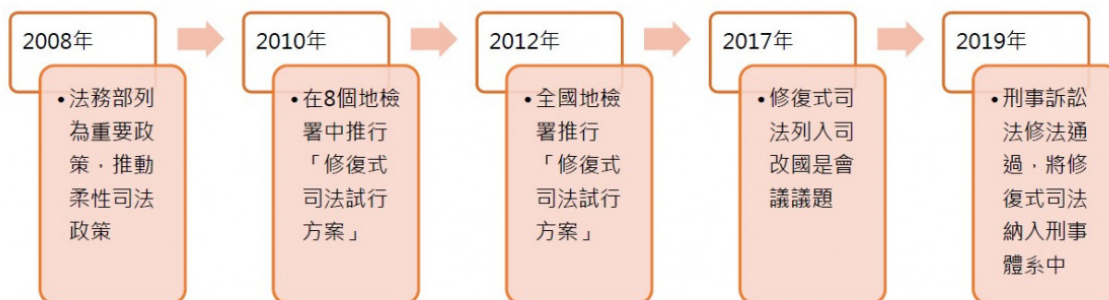 2008年
•法務部列
為重要政
策，推動
柔性司法
政策
2010年
•在8個地檢
署中推行
「修復式
司法試行
方案」
2012年
•全國地檢
署推行
「修復式
司法試行
方案」
2017年
•修復式司
法列入司
改國是會
議議題
2019年
•刑事訴訟
法修法通
過，將修
復式司法
納入刑事
體系中